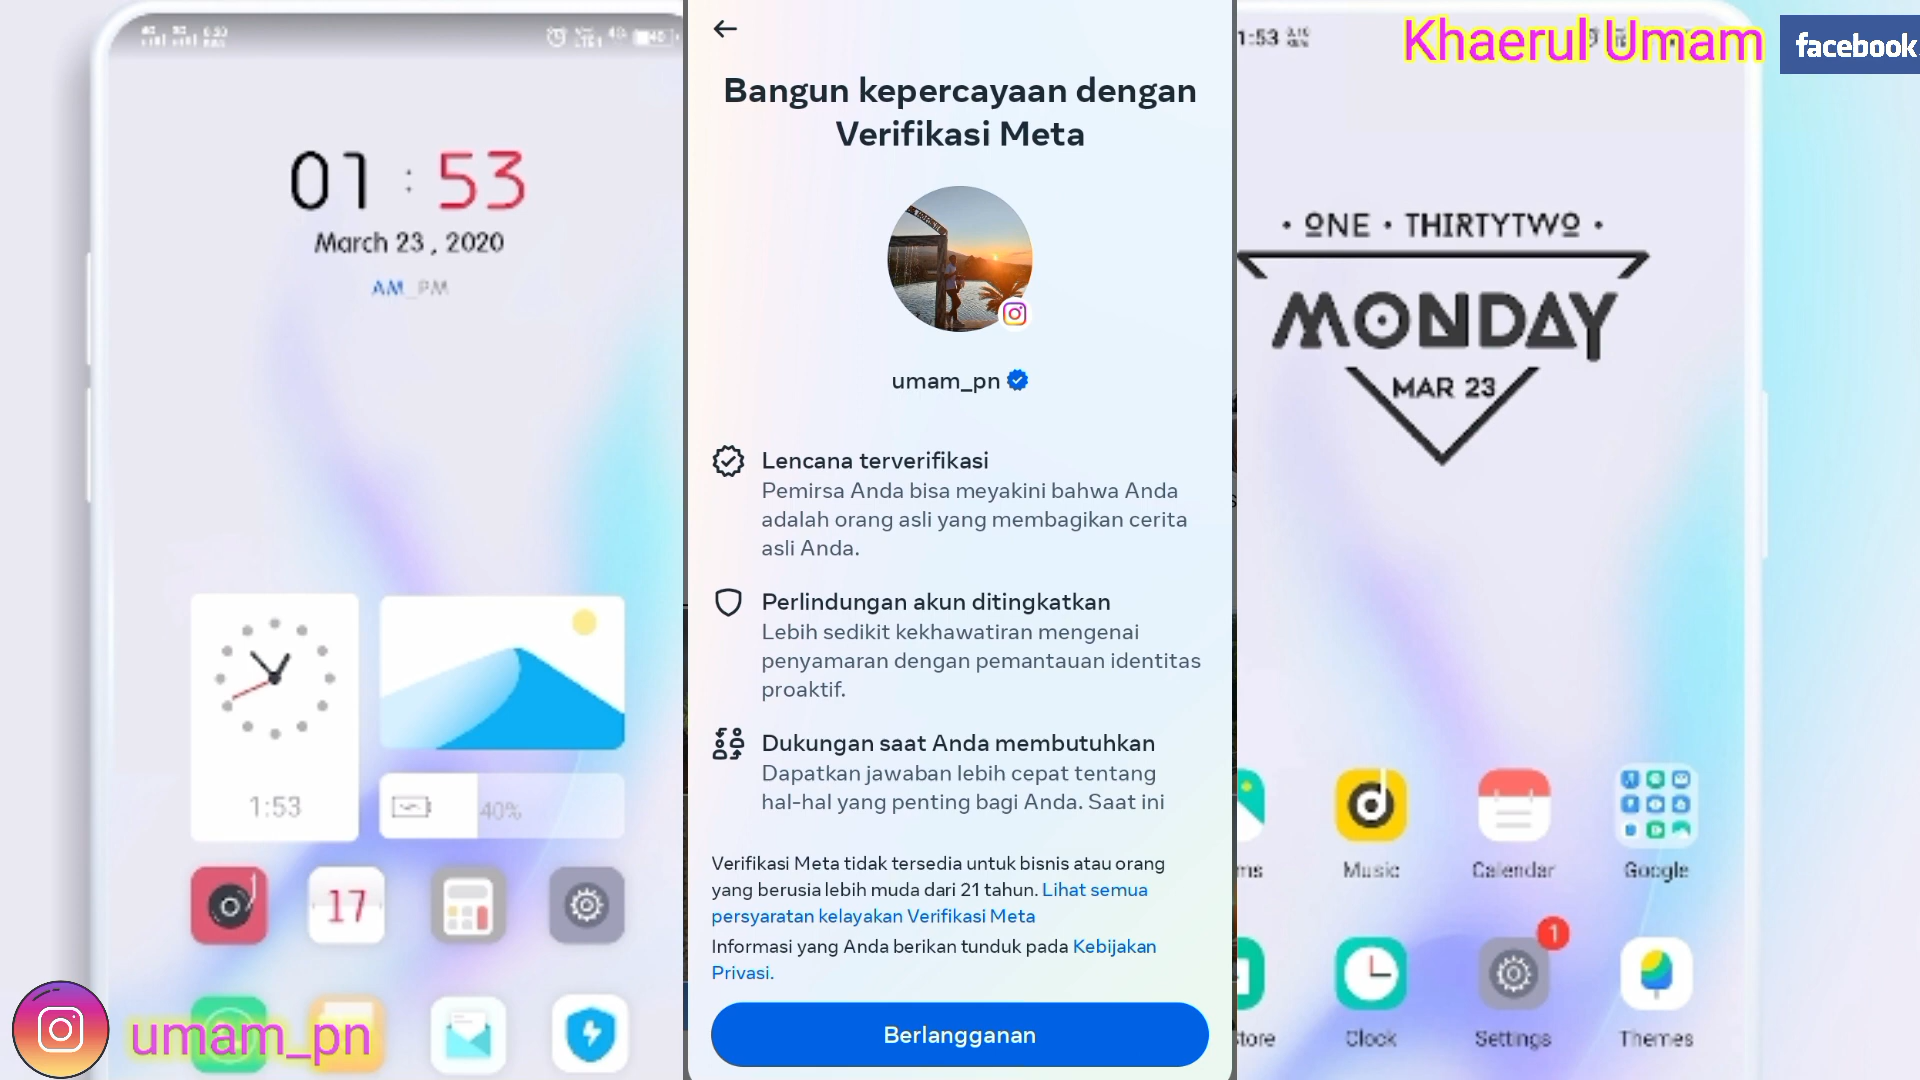 01 : 53
March 23 , 2020
AM_PM
1:53
40%
17
umam_pn
Bangun kepercayaan dengan
Verifikasi Meta
umam_pn
Lencana terverifikasi
Pemirsa Anda bisa meyakini bahwa Anda
adalah orang asli yang membagikan cerita
asli Anda.
Perlindungan akun ditingkatkan
Lebih sedikit kekhawatiran mengenai
penyamaran dengan pemantauan identitas
proaktif.
Dukungan saat Anda membutuhkan
Dapatkan jawaban lebih cepat tentang
hal-hal yang penting bagi Anda. Saat ini
Verifikasi Meta tidak tersedia untuk bisnis atau orang
yang berusia lebih muda dari 21 tahun. Lihat semua
persyaratan kelayakan Verifikasi Meta
Informasi yang Anda berikan tunduk pada Kebijakan
Privasi.
Berlangganan
1:53
Khaerul Umam
facebook
• ONE • THIRTYTWO •
MONDAY
MAR 23
ms
Music
Calendar
Google
1
tore
Clock
Settings
Themes